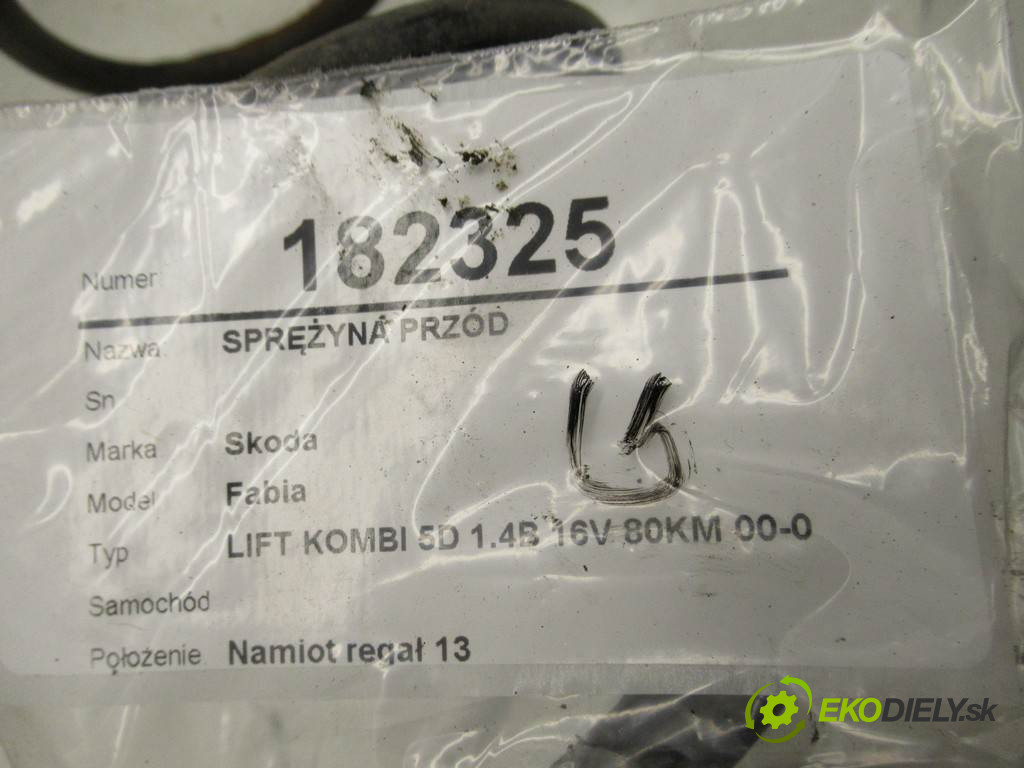 Numer 182325
Nazwa SPRĘŻYNA PRZÓD
Sn
Marka Skoda
Model Fabia
Typ LIFT KOMBI 5D 1.4B 16V 80KM 00-0
Samochód
Położenie Namiot regał 13
EKODIELY.sk